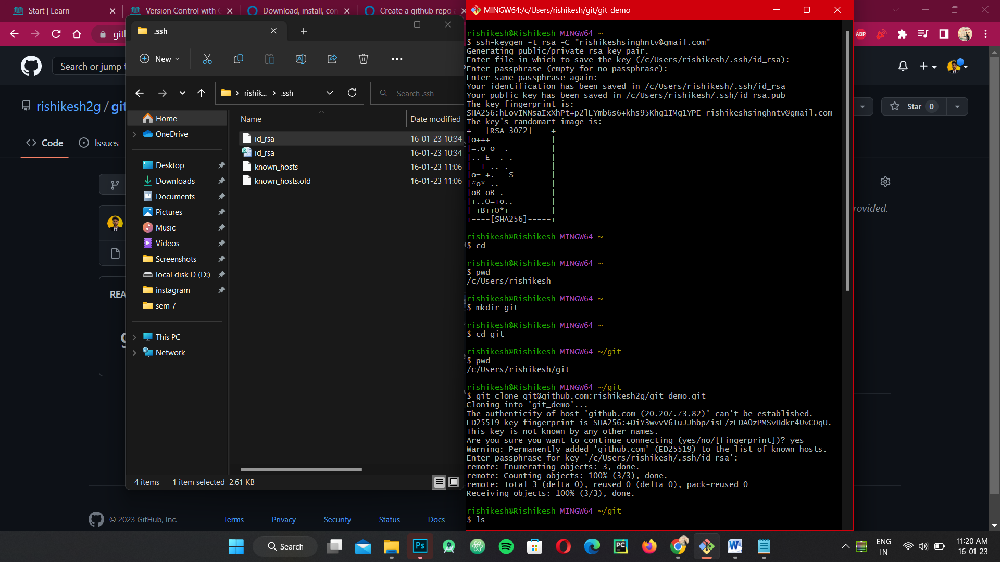 Start | Learn
Version Control with
Download, install, con
Create a github repo
MINGW64:/c/Users/rishikesh/git/git_demo
.ssh
ABP
New
Search or jump
rishik...
.ssh
Search .ssh
rishikesh2g / git
Star 0
Code
Issues
Home
OneDrive
Desktop
Downloads
Documents
Pictures
Music
Videos
Screenshots
local disk D (D:)
instagram
sem 7
This PC
Network
Name
Date modified
id_rsa 16-01-23 10:34
id_rsa 16-01-23 10:34
known_hosts 16-01-23 11:06
known_hosts.old 16-01-23 11:06
4 items
1 item selected 2.61 KB
REA
rovided.
rishikesh@Rishikesh MINGW64 ~
$ ssh-keygen -t rsa -C "rishikeshsinghntv@gmail.com"
Generating public/private rsa key pair.
Enter file in which to save the key (/c/Users/rishikesh/.ssh/id_rsa):
Enter passphrase (empty for no passphrase):
Enter same passphrase again:
Your identification has been saved in /c/Users/rishikesh/.ssh/id_rsa
Your public key has been saved in /c/Users/rishikesh/.ssh/id_rsa.pub
The key fingerprint is:
SHA256:hLovINNsaIxXhPt+p2lLYmb6s6+khs95Khg1IMg1YPE rishikeshsinghntv@gmail.com
The key's randomart image is:
+---[RSA 3072]----+
|o+++             |
|=.o o  .         |
|.. E  . .        |
|  + .. .         |
|o= +.   S        |
|*o* ..           |
|oB oB .          |
|+..O=+o..        |
| +B++O*+         |
+----[SHA256]-----+
rishikesh@Rishikesh MINGW64 ~
$ cd
rishikesh@Rishikesh MINGW64 ~
$ pwd
/c/Users/rishikesh
rishikesh@Rishikesh MINGW64 ~
$ mkdir git
rishikesh@Rishikesh MINGW64 ~
$ cd git
rishikesh@Rishikesh MINGW64 ~/git
$ pwd
/c/Users/rishikesh/git
rishikesh@Rishikesh MINGW64 ~/git
$ git clone git@github.com:rishikesh2g/git_demo.git
Cloning into 'git_demo'...
The authenticity of host 'github.com (20.207.73.82)' can't be established.
ED25519 key fingerprint is SHA256:+DiY3wvvV6TuJJhbpZisF/zLDA0zPMSvHdkr4UvCOqU.
This key is not known by any other names.
Are you sure you want to continue connecting (yes/no/[fingerprint])? yes
Warning: Permanently added 'github.com' (ED25519) to the list of known hosts.
Enter passphrase for key '/c/Users/rishikesh/.ssh/id_rsa':
remote: Enumerating objects: 3, done.
remote: Counting objects: 100% (3/3), done.
remote: Total 3 (delta 0), reused 0 (delta 0), pack-reused 0
Receiving objects: 100% (3/3), done.
rishikesh@Rishikesh MINGW64 ~/git
$ ls
© 2023 GitHub, Inc.
Terms
Privacy
Security
Status
Docs
Search
Ps
PC
W
ENG
IN
11:20 AM
16-01-23